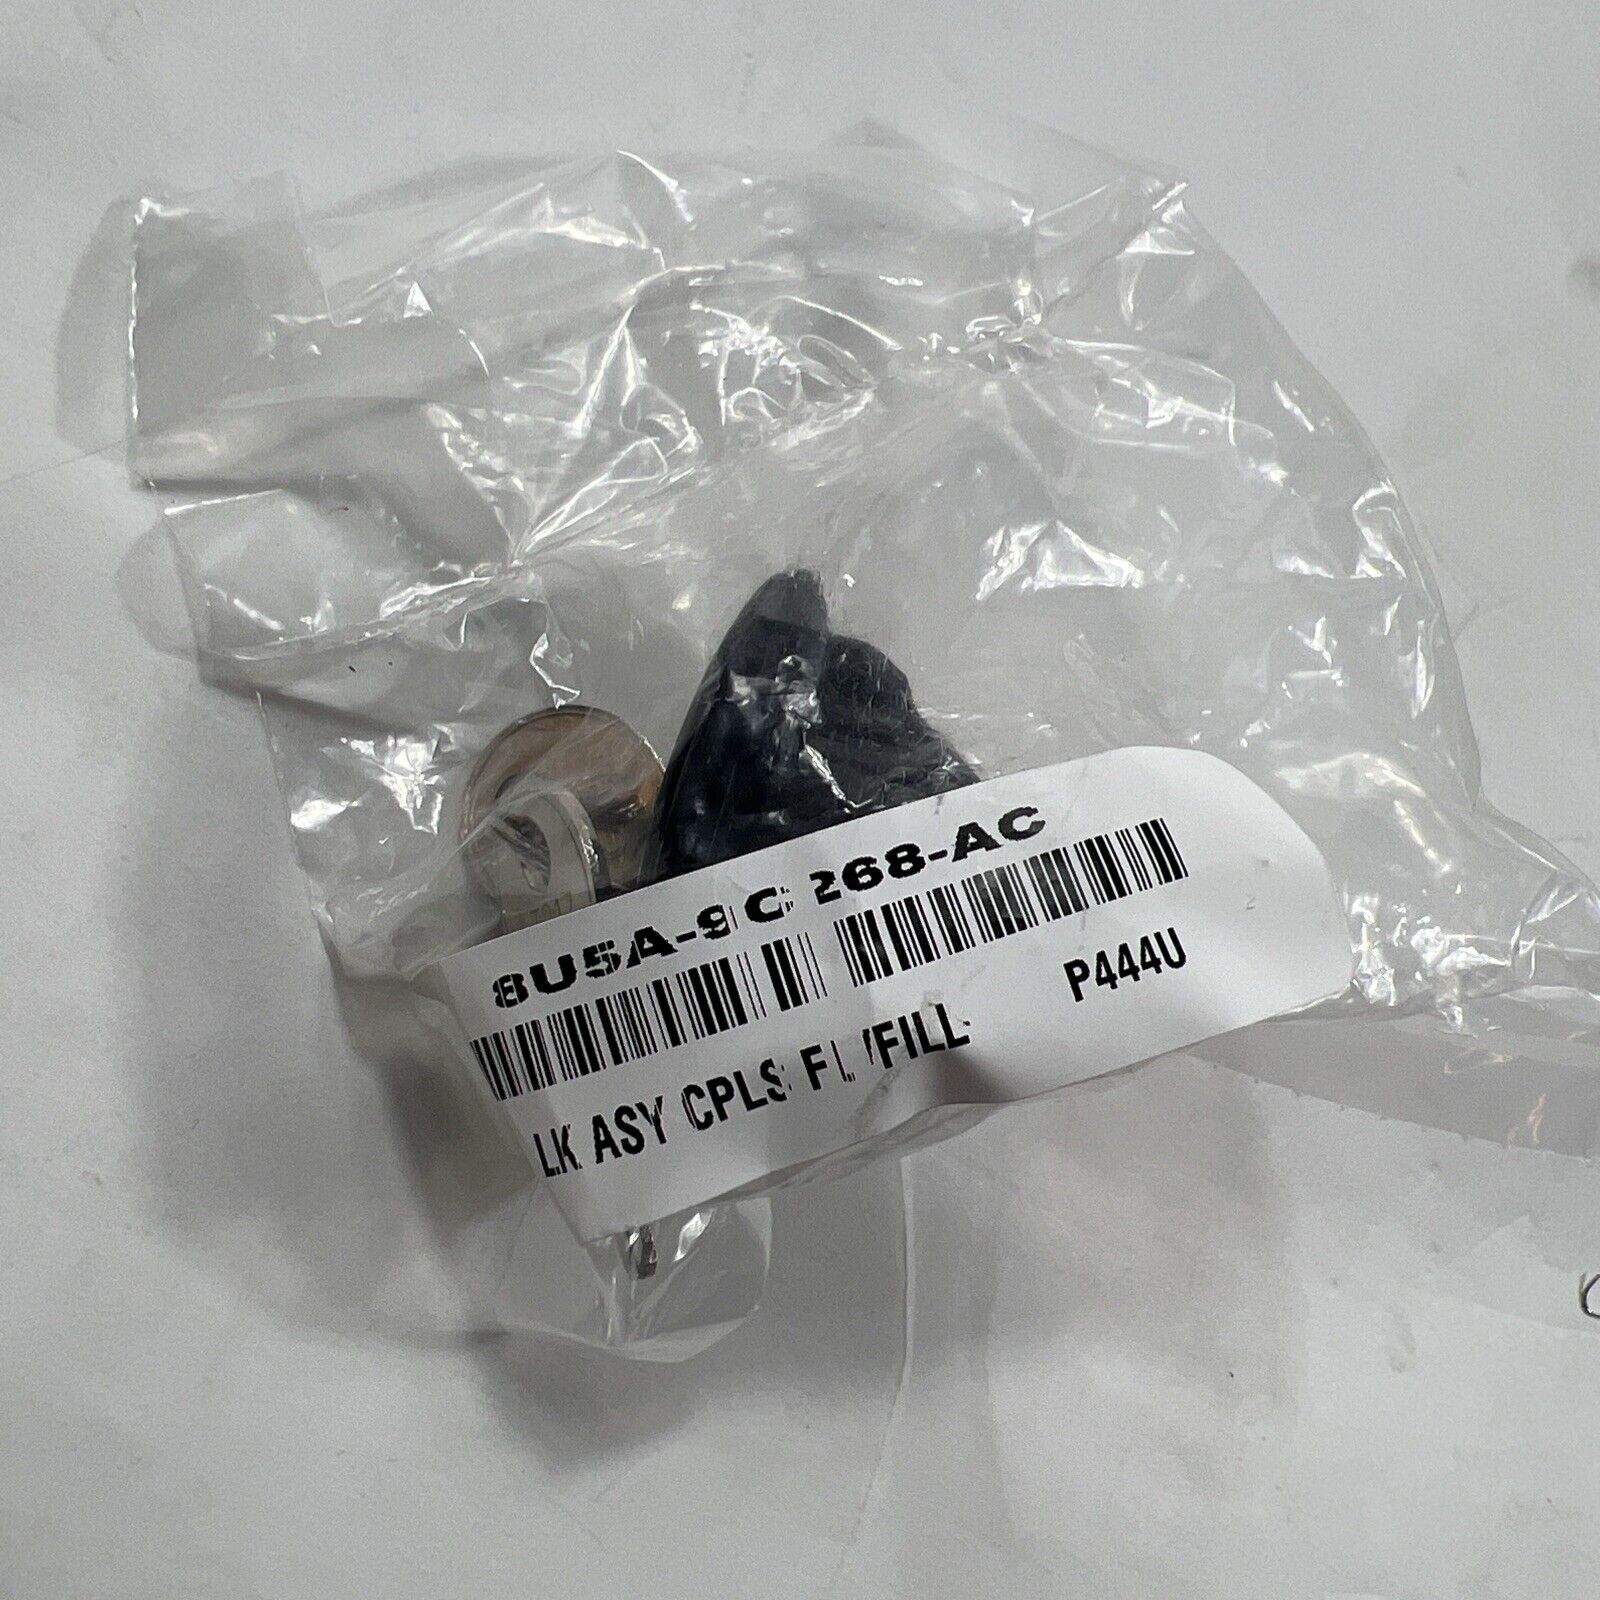 8U5A-9C268-AC
P444U
LK ASY CPLS FL/FILL